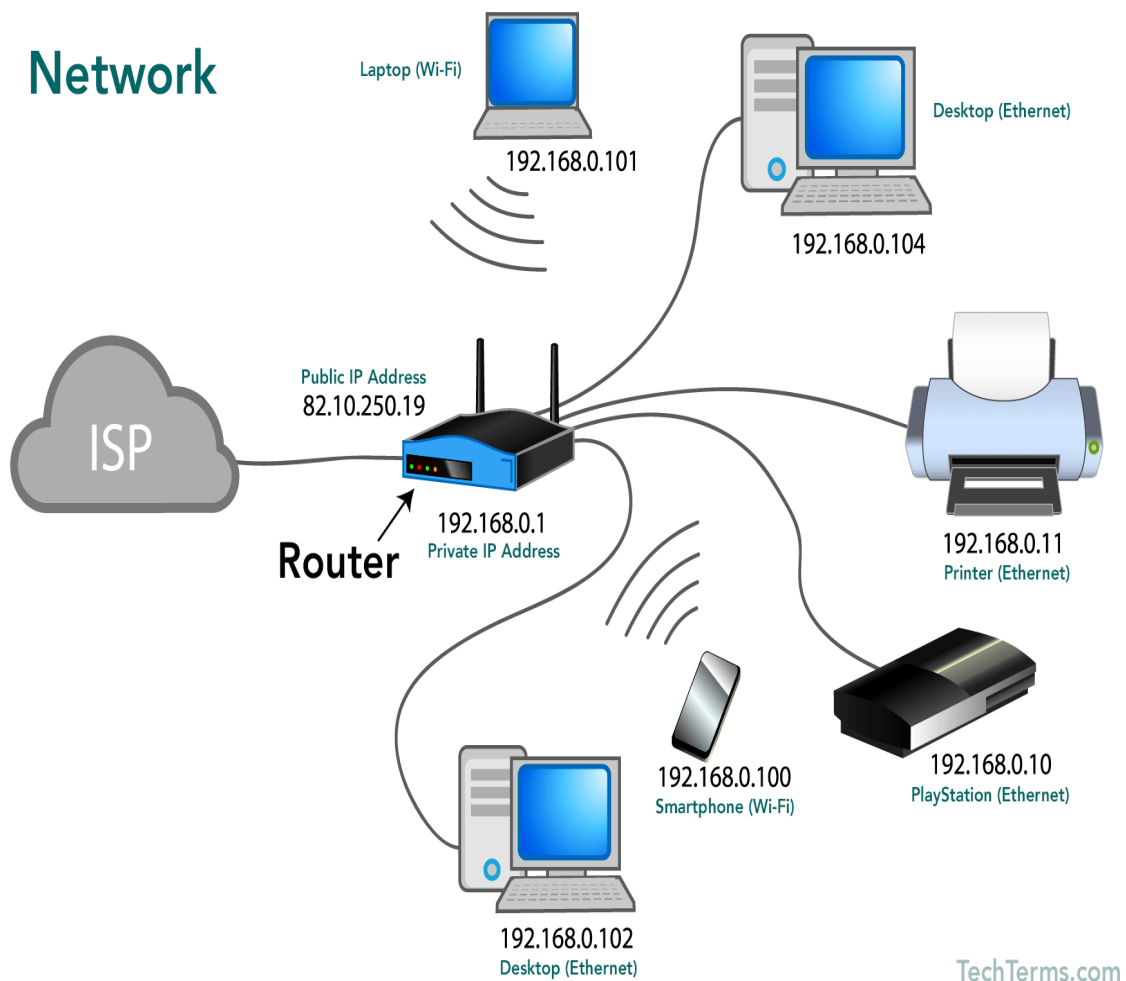 Network
Laptop (Wi-Fi)
192.168.0.101
Desktop (Ethernet)
192.168.0.104
Public IP Address
82.10.250.19
ISP
192.168.0.1
Private IP Address
Router
192.168.0.11
Printer (Ethernet)
192.168.0.100
Smartphone (Wi-Fi)
192.168.0.10
PlayStation (Ethernet)
192.168.0.102
Desktop (Ethernet)
TechTerms.com